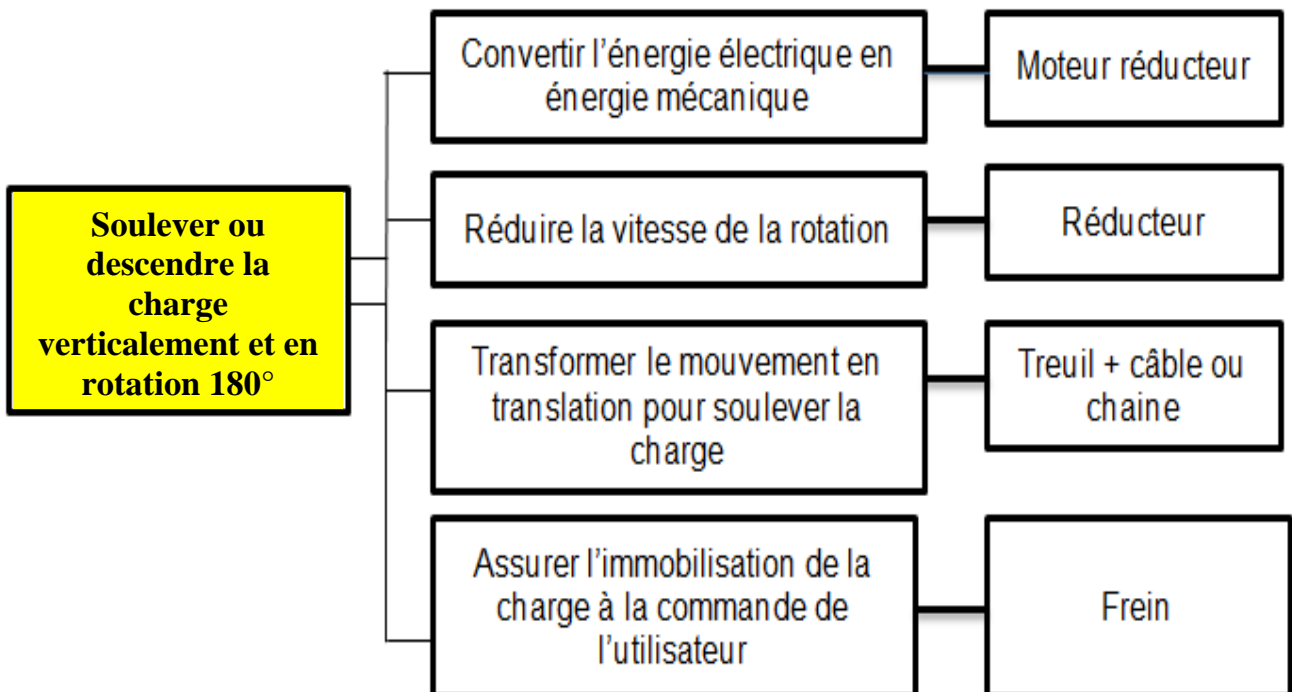 Convertir l’énergie électrique en
énergie mécanique
Moteur réducteur
Soulever ou
descendre la
charge
verticalement et en
rotation 180°
Réduire la vitesse de la rotation
Réducteur
Transformer le mouvement en
translation pour soulever la
charge
Treuil + câble ou
chaine
Assurer l’immobilisation de la
charge à la commande de
l’utilisateur
Frein